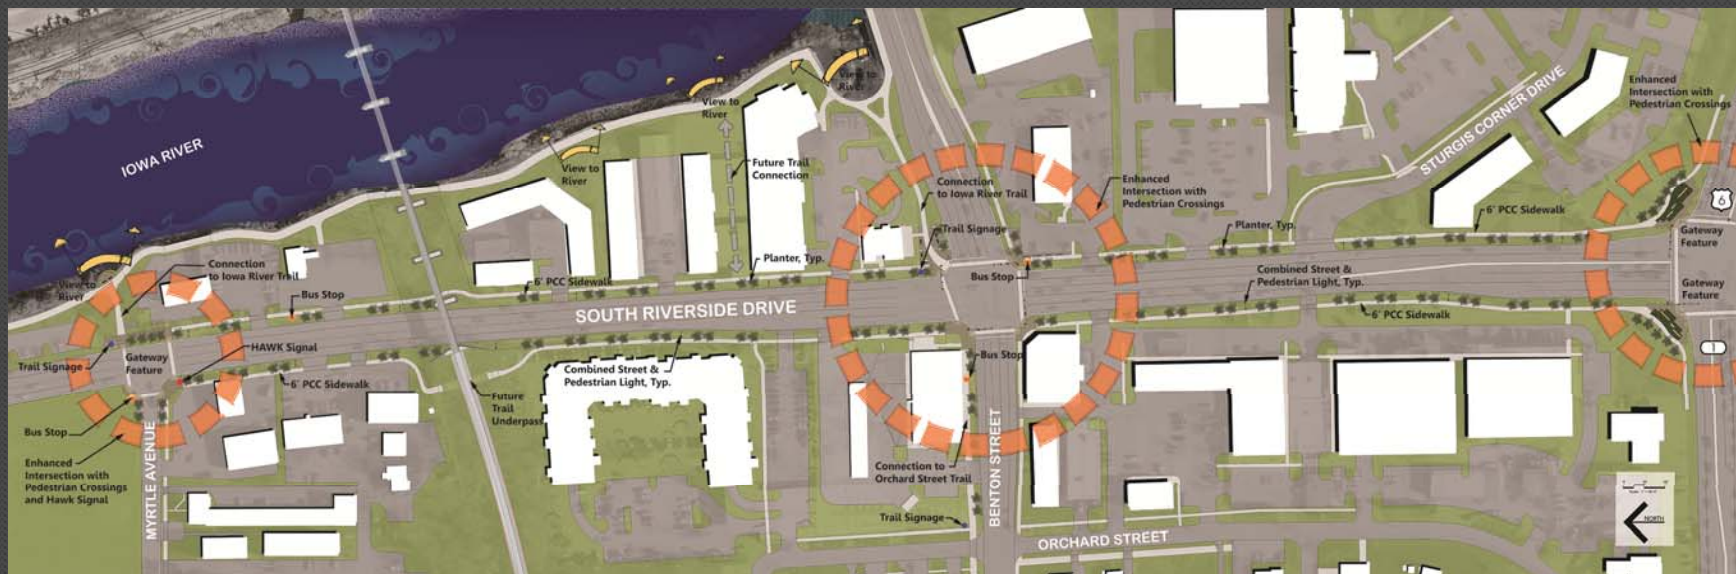 IOWA RIVER
View to
River
Connection
to Iowa River Trail
Bus Stop
Trail Signage
Gateway
Feature
HAWK Signal
6' PCC Sidewalk
Bus Stop
Enhanced
Intersection with
Pedestrian Crossings
and Hawk Signal
MYRTLE AVENUE
View to
River
View to
River
View to
River
Future Trail
Connection
6' PCC Sidewalk
Planter, Typ.
SOUTH RIVERSIDE DRIVE
Combined Street &
Pedestrian Light, Typ.
Future
Trail
Underpass
Connection
to Iowa River Trail
Trail Signage
Bus Stop
Enhanced
Intersection with
Pedestrian Crossings
Bus Stop
Connection to
Orchard Street Trail
Trail Signage
BENTON STREET
ORCHARD STREET
Planter, Typ.
Combined Street &
Pedestrian Light, Typ.
6' PCC Sidewalk
6' PCC Sidewalk
STURGIS CORNER DRIVE
Enhanced
Intersection with
Pedestrian Crossings
6
Gateway
Feature
Gateway
Feature
1
NORTH